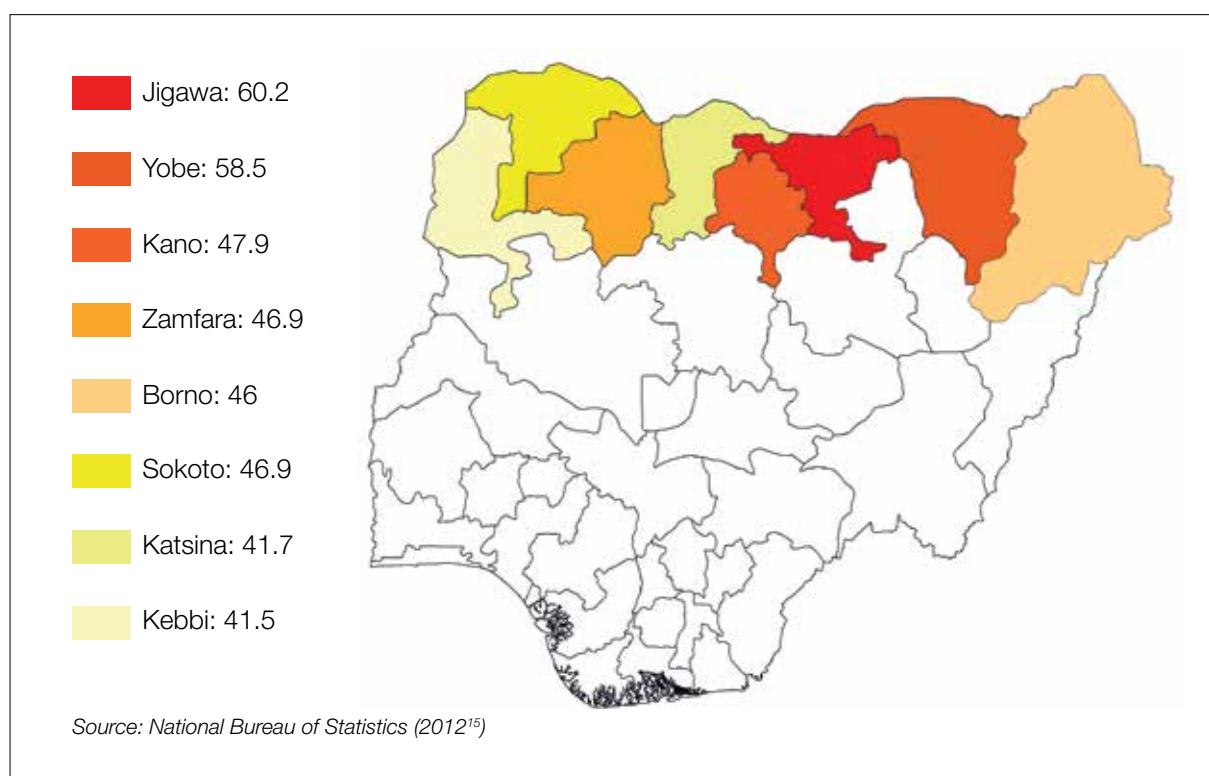 Jigawa: 60.2
Yobe: 58.5
Kano: 47.9
Zamfara: 46.9
Borno: 46
Sokoto: 46.9
Katsina: 41.7
Kebbi: 41.5
Source: National Bureau of Statistics (2012¹⁵)